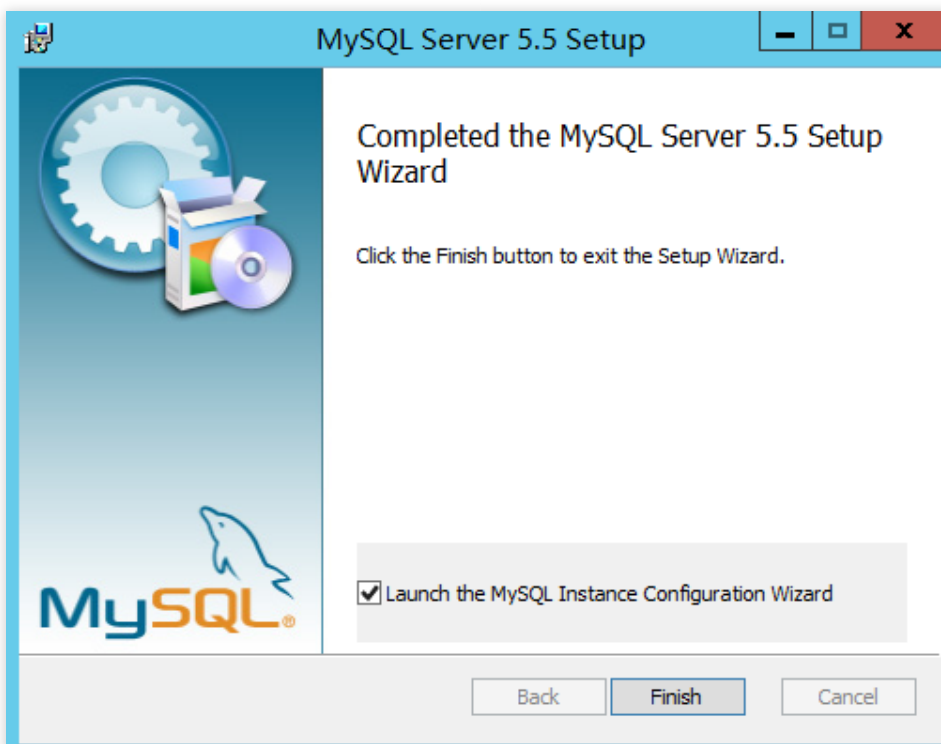 MySQL Server 5.5 Setup
Completed the MySQL Server 5.5 Setup
Wizard
Click the Finish button to exit the Setup Wizard.
Launch the MySQL Instance Configuration Wizard
MySQL®
Back
Finish
Cancel